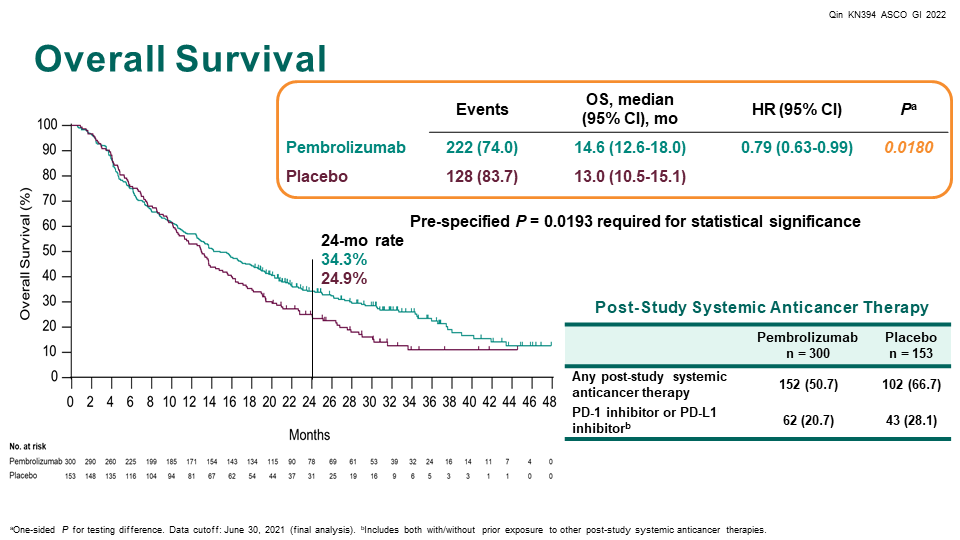 Qin KN394 ASCO GI 2022
Overall Survival
Events OS, median (95% CI), mo HR (95% CI) Pᵃ
Pembrolizumab 222 (74.0) 14.6 (12.6-18.0) 0.79 (0.63-0.99) 0.0180
Placebo 128 (83.7) 13.0 (10.5-15.1)
Pre-specified P = 0.0193 required for statistical significance
24-mo rate
34.3%
24.9%
Overall Survival (%)
100
90
80
70
60
50
40
30
20
10
0
0 2 4 6 8 10 12 14 16 18 20 22 24 26 28 30 32 34 36 38 40 42 44 46 48
Months
No. at risk
Pembrolizumab 300 290 260 225 199 185 171 154 143 134 115 90 78 69 61 53 39 32 24 16 14 11 7 4 0
Placebo 153 148 135 116 104 94 81 67 62 54 44 37 31 25 19 16 9 6 5 3 3 1 1 0 0
Post-Study Systemic Anticancer Therapy
Pembrolizumab Placebo
n = 300 n = 153
Any post-study systemic
anticancer therapy 152 (50.7) 102 (66.7)
PD-1 inhibitor or PD-L1
inhibitorᵇ 62 (20.7) 43 (28.1)
ᵃOne-sided P for testing difference. Data cutoff: June 30, 2021 (final analysis). ᵇIncludes both with/without prior exposure to other post-study systemic anticancer therapies.